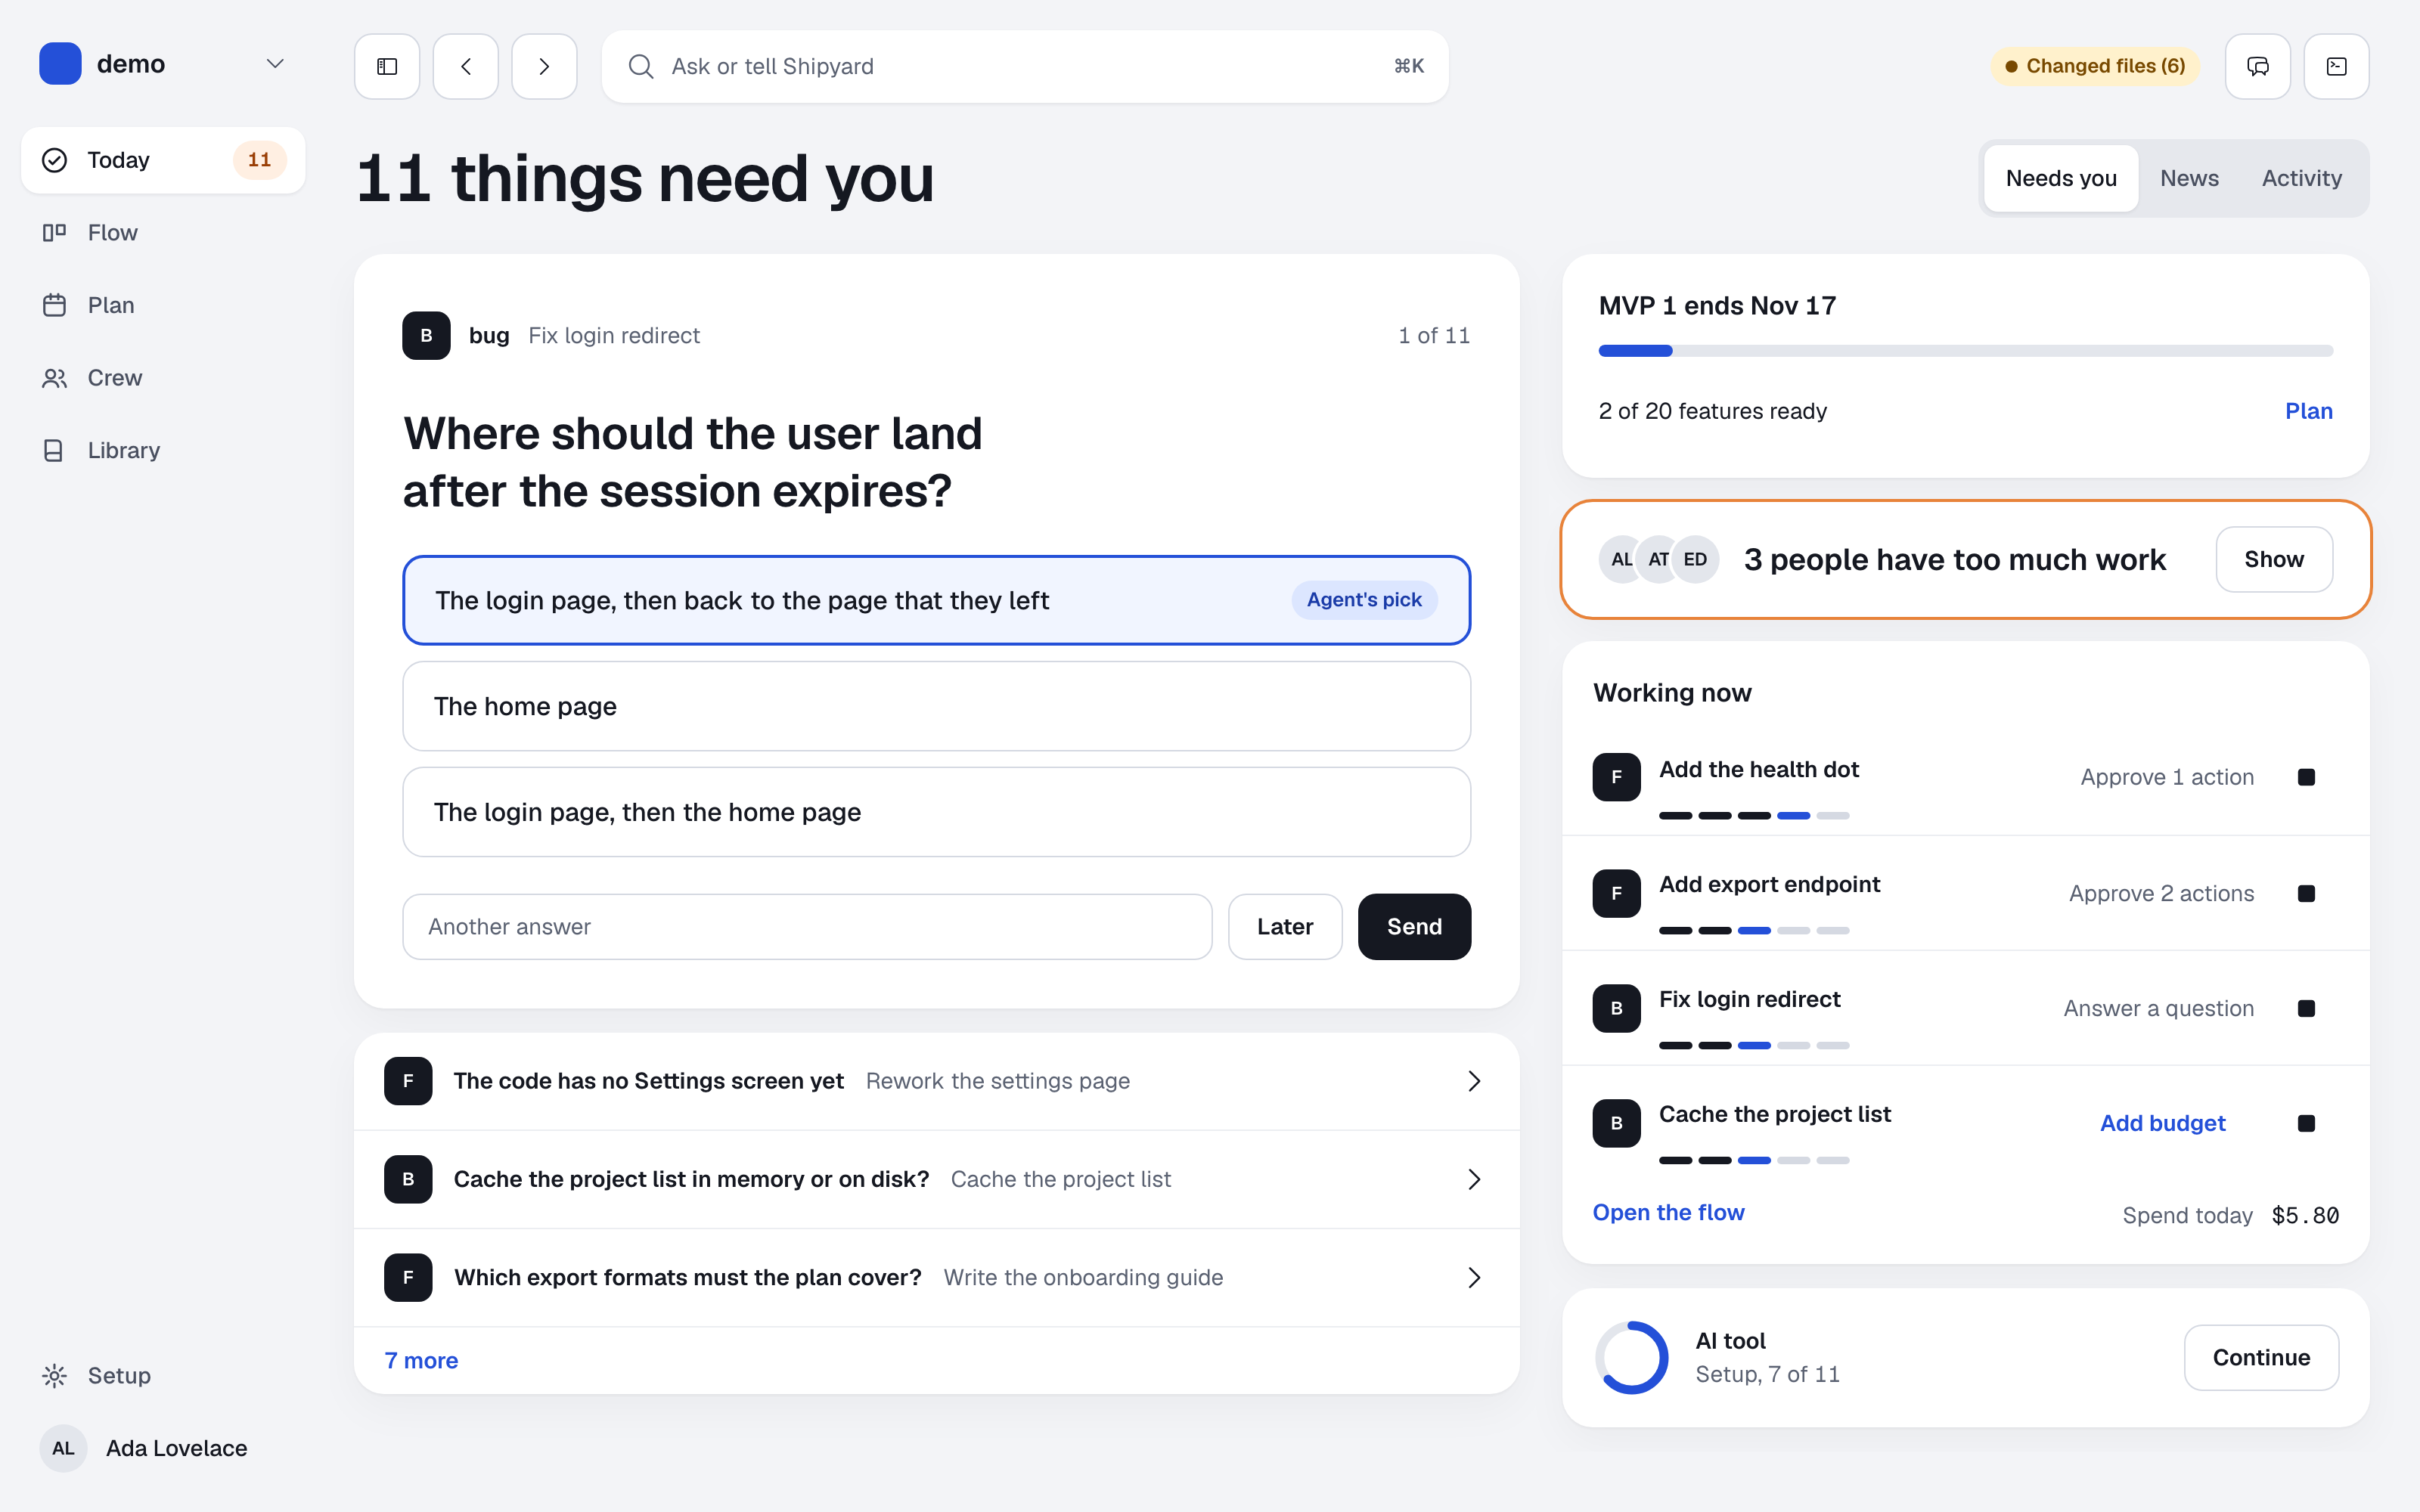 demo
Ask or tell Shipyard
⌘K
Changed files (6)
Today
11
Flow
Plan
Crew
Library
Setup
AL
Ada Lovelace
11 things need you
Needs you
News
Activity
B
bug
Fix login redirect
1 of 11
Where should the user land
after the session expires?
The login page, then back to the page that they left
Agent's pick
The home page
The login page, then the home page
Another answer
Later
Send
F
The code has no Settings screen yet
Rework the settings page
B
Cache the project list in memory or on disk?
Cache the project list
F
Which export formats must the plan cover?
Write the onboarding guide
7 more
MVP 1 ends Nov 17
2 of 20 features ready
Plan
AL
AT
ED
3 people have too much work
Show
Working now
F
Add the health dot
Approve 1 action
F
Add export endpoint
Approve 2 actions
B
Fix login redirect
Answer a question
B
Cache the project list
Add budget
Open the flow
Spend today
$5.80
AI tool
Setup, 7 of 11
Continue